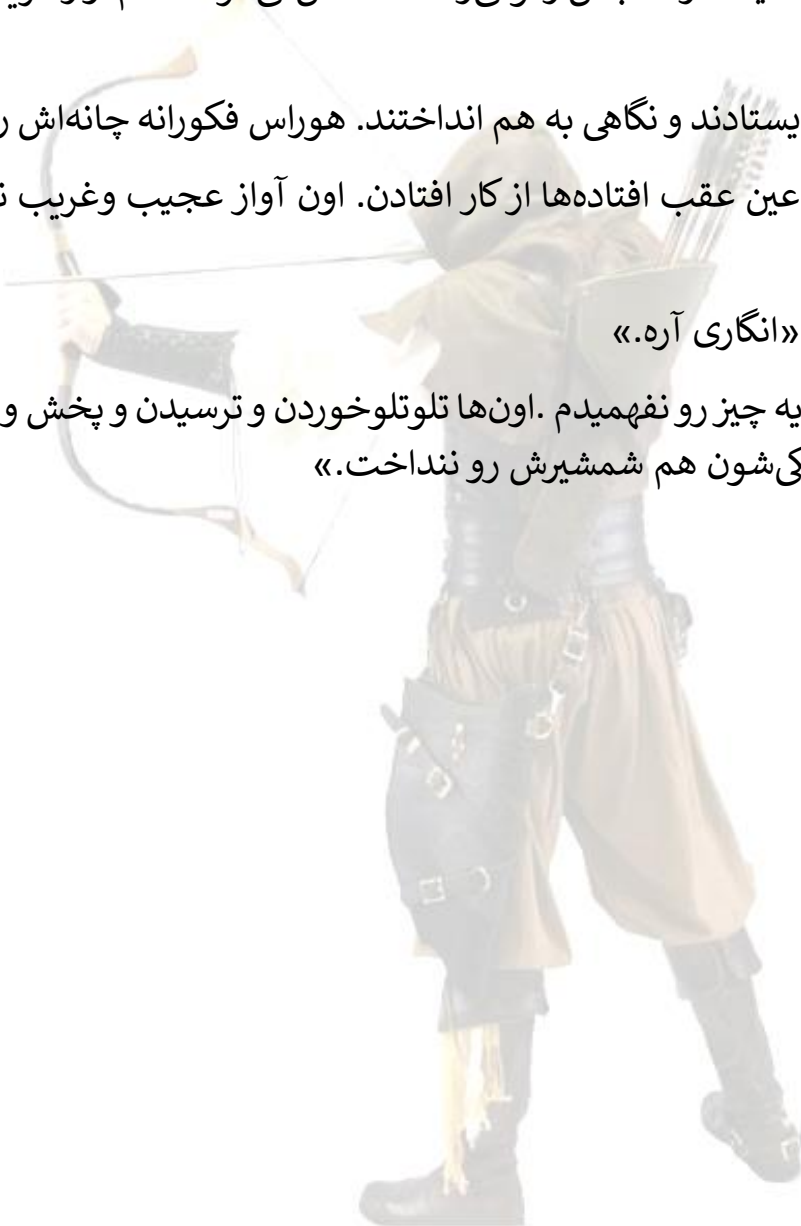 یستادند و نگاهی به هم انداختند. هوراس فکورانه چانه‌اش ر
عین عقب افتاده‌ها از کار افتادن. اون آواز عجیب وغریب ن
«انگاری آره.»
یه چیز رو نفهمیدم .اون‌ها تلوتلوخوردن و ترسیدن و پخش و
کی‌شون هم شمشیرش رو ننداخت.»